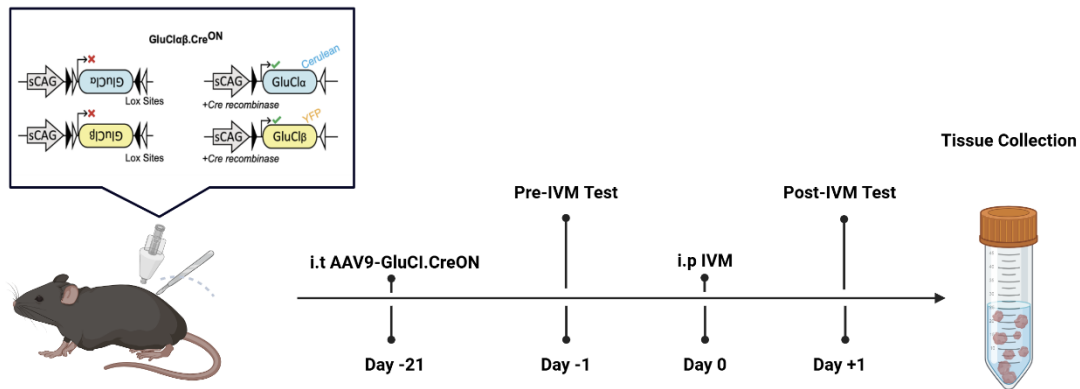 GluClαβ.CreON
sCAG GluClα Lox Sites
sCAG GluClα Cerulean
+Cre recombinase
sCAG GluClβ Lox Sites
sCAG GluClβ YFP
+Cre recombinase
Tissue Collection
Pre-IVM Test
Post-IVM Test
i.t AAV9-GluCl.CreON
i.p IVM
Day -21
Day -1
Day 0
Day +1